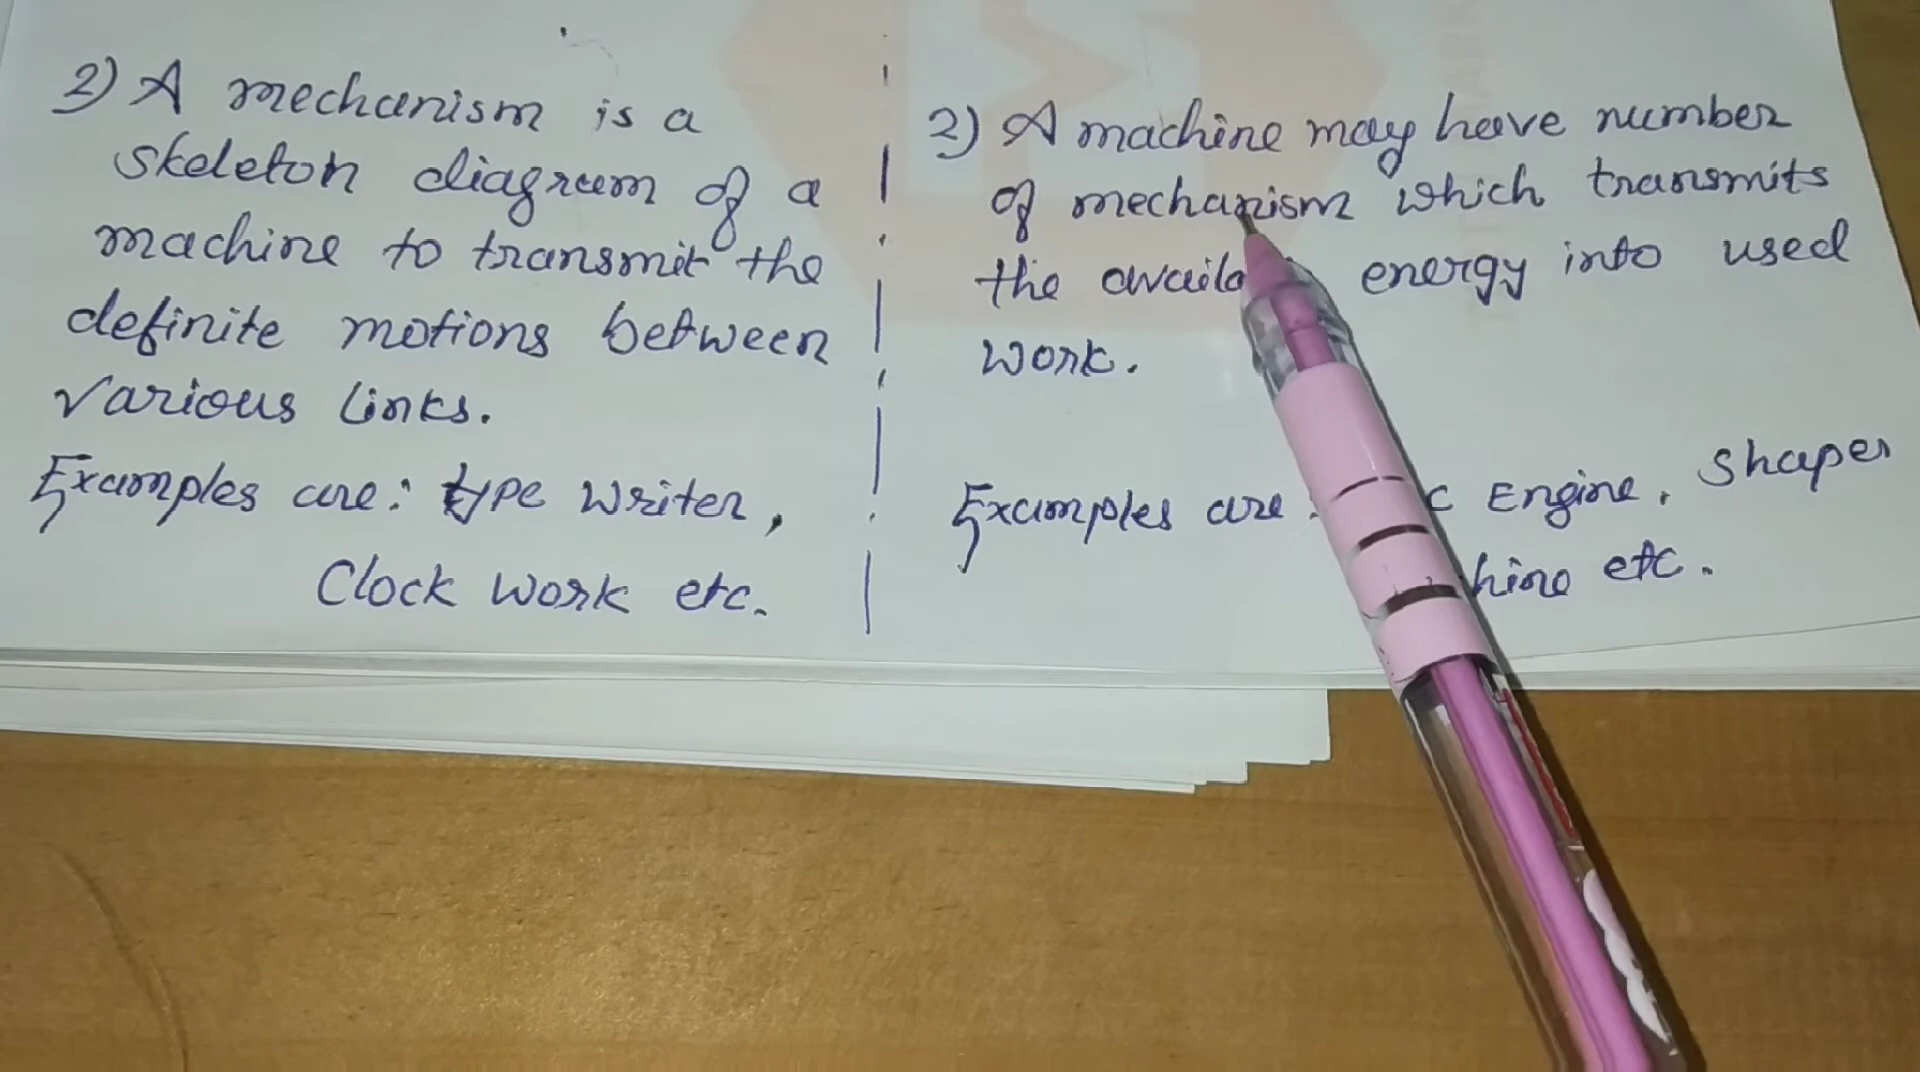 2) A mechanism is a
skeleton diagram of a
machine to transmit the
definite motions between
various links.
Examples are: type writer,
Clock work etc.
2) A machine may have number
of mechanism which transmits
the energy into used
work.
Examples are : Engine, Shaper
etc.